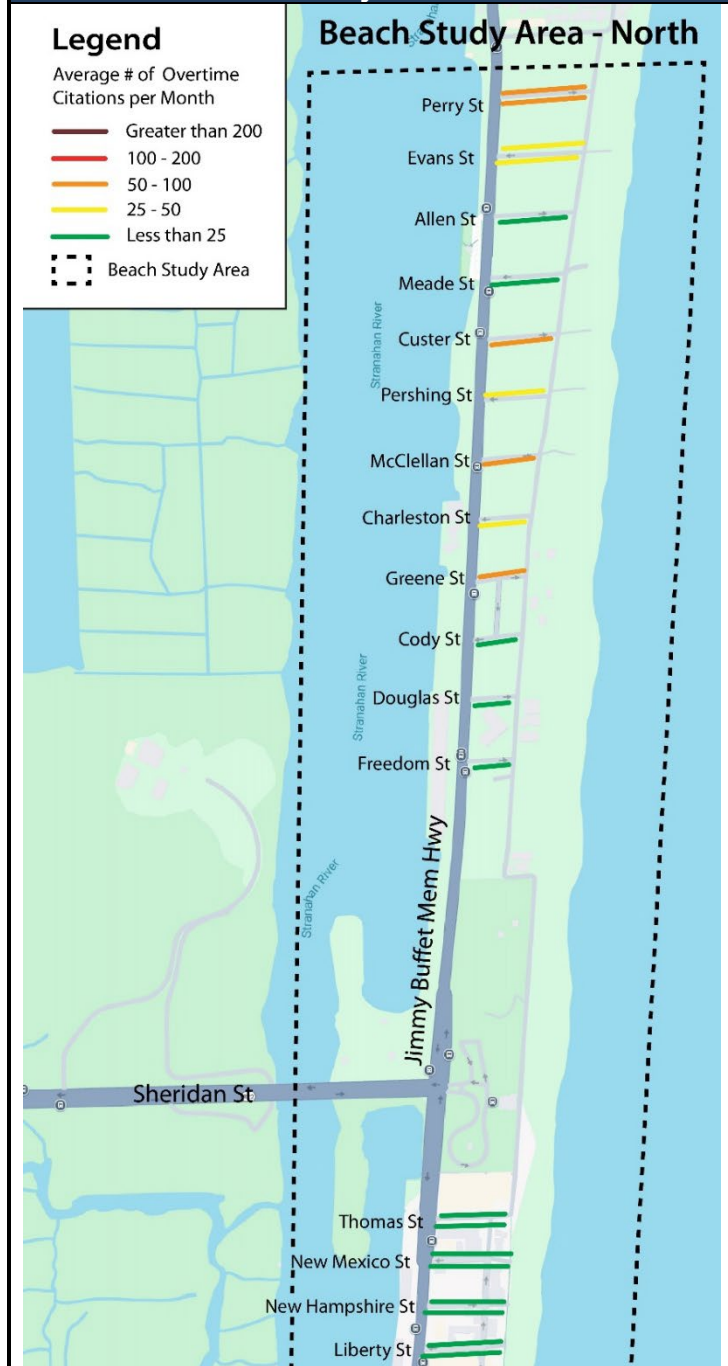 Legend
Average # of Overtime
Citations per Month
Greater than 200
100 - 200
50 - 100
25 - 50
Less than 25
Beach Study Area
Beach Study Area - North
Perry St
Evans St
Allen St
Meade St
Stranahan River
Custer St
Pershing St
McClellan St
Charleston St
Greene St
Cody St
Stranahan River
Douglas St
Freedom St
Stranahan River
Jimmy Buffet Mem Hwy
Sheridan St
Thomas St
New Mexico St
New Hampshire St
Liberty St